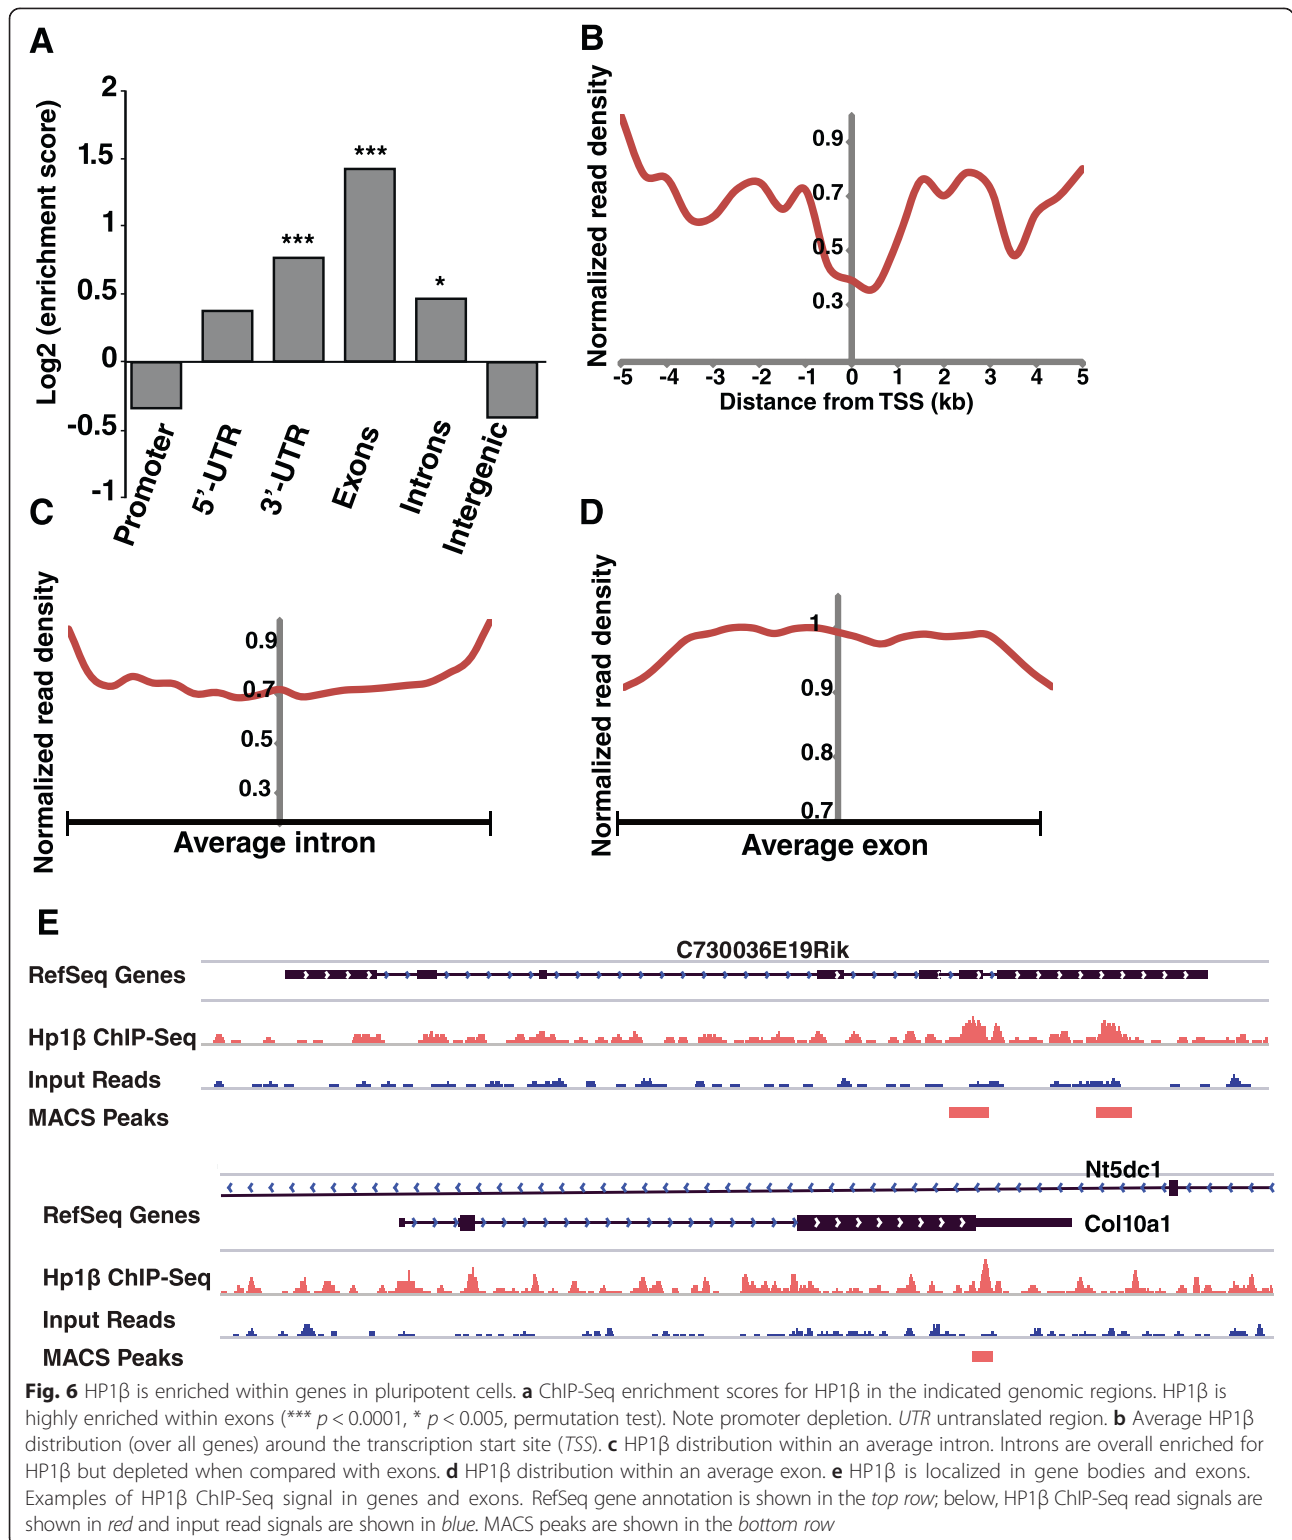 A
Log2 (enrichment score)
2
1.5
1
0.5
0
-0.5
-1
***
***
*
Promoter
5'-UTR
3'-UTR
Exons
Introns
Intergenic
B
Normalized read density
0.9
0.7
0.5
0.3
-5 -4 -3 -2 -1 0 1 2 3 4 5
Distance from TSS (kb)
C
Normalized read density
0.9
0.7
0.5
0.3
Average intron
D
Normalized read density
1
0.9
0.8
0.7
Average exon
E
C730036E19Rik
RefSeq Genes
Hp1β ChIP-Seq
Input Reads
MACS Peaks
Nt5dc1
RefSeq Genes
Col10a1
Hp1β ChIP-Seq
Input Reads
MACS Peaks
Fig. 6 HP1β is enriched within genes in pluripotent cells. a ChIP-Seq enrichment scores for HP1β in the indicated genomic regions. HP1β is
highly enriched within exons (*** p < 0.0001, * p < 0.005, permutation test). Note promoter depletion. UTR untranslated region. b Average HP1β
distribution (over all genes) around the transcription start site (TSS). c HP1β distribution within an average intron. Introns are overall enriched for
HP1β but depleted when compared with exons. d HP1β distribution within an average exon. e HP1β is localized in gene bodies and exons.
Examples of HP1β ChIP-Seq signal in genes and exons. RefSeq gene annotation is shown in the top row; below, HP1β ChIP-Seq read signals are
shown in red and input read signals are shown in blue. MACS peaks are shown in the bottom row